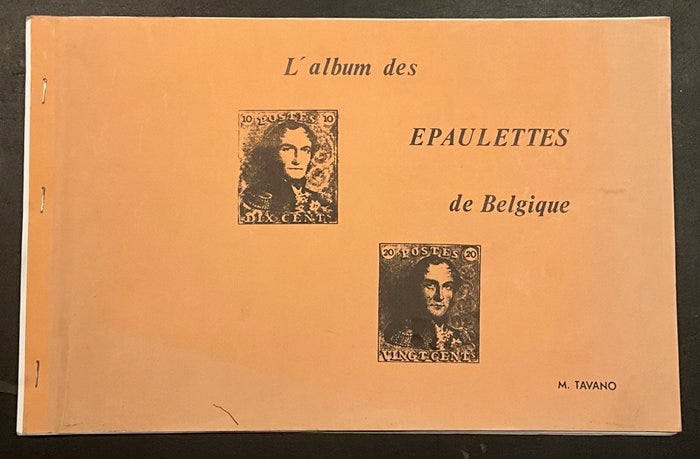 L'album des
10 POSTES 10
DIX CENT.
EPAULETTES
de Belgique
20 POSTES 20
VINGT CENT.
M. TAVANO